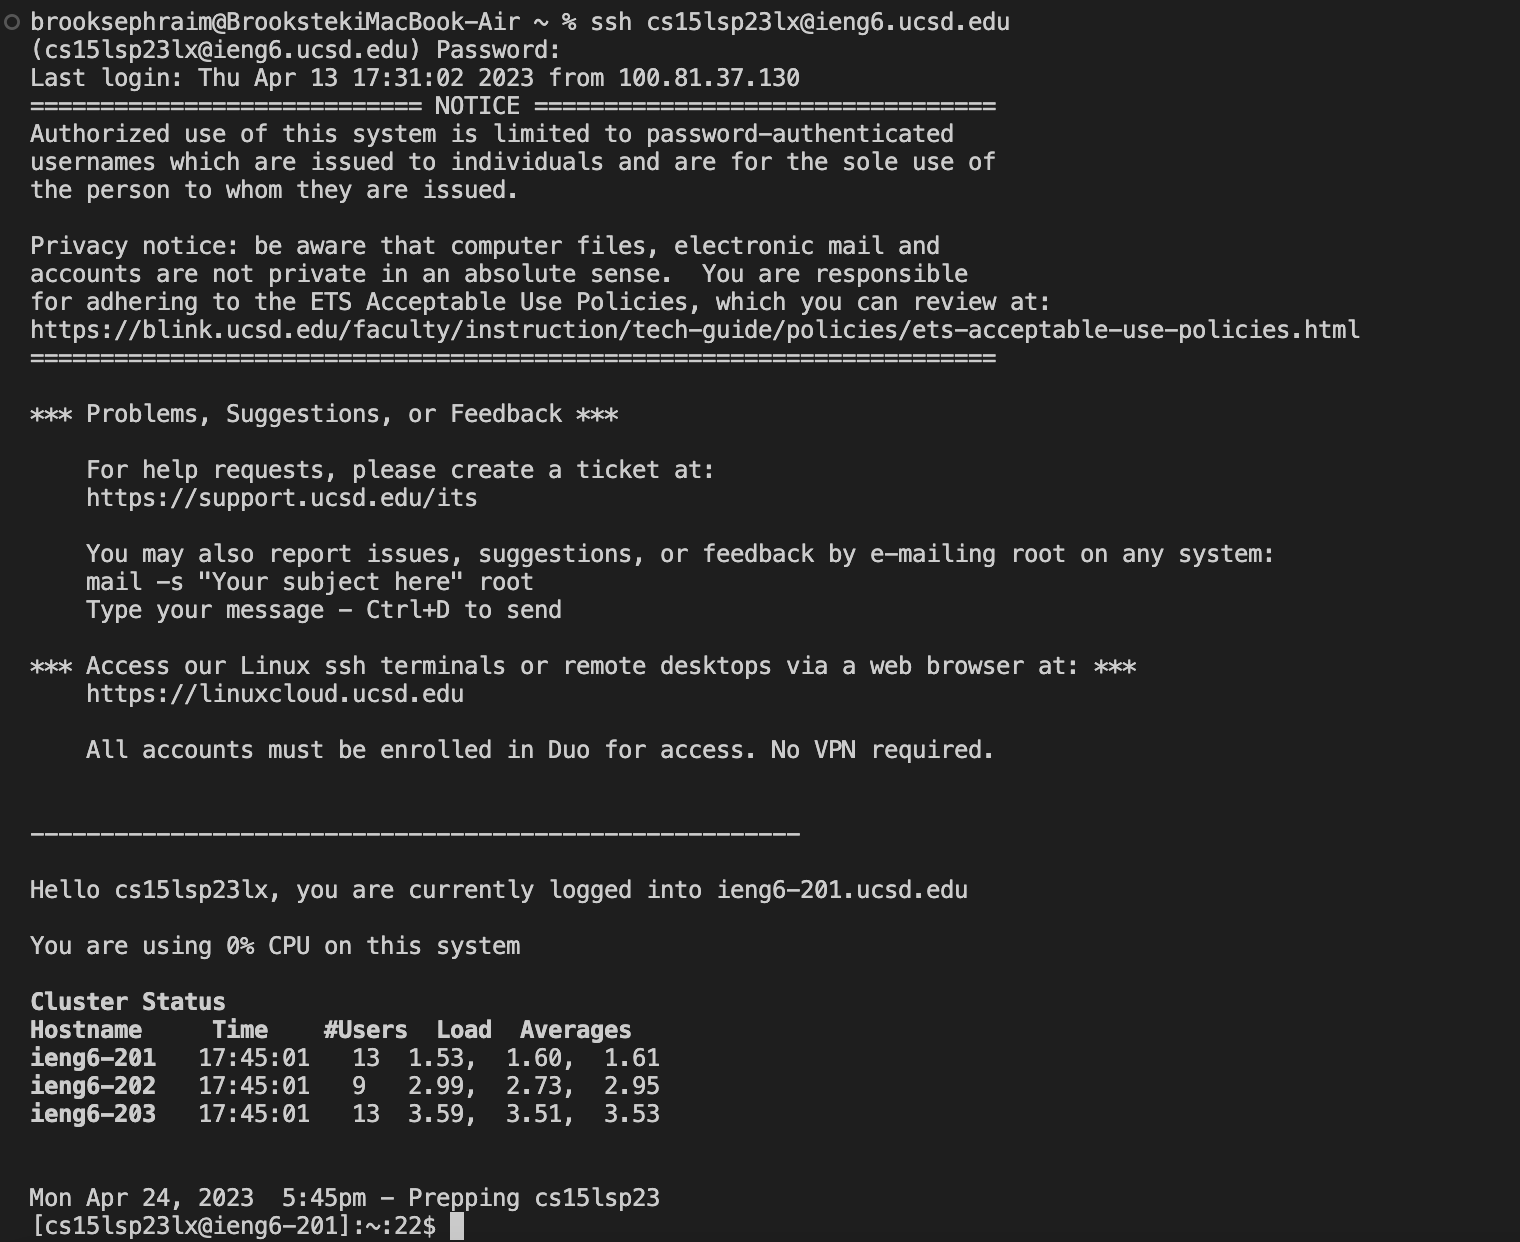 brooksephraim@BrookstekiMacBook-Air ~ % ssh cs15lsp23lx@ieng6.ucsd.edu
(cs15lsp23lx@ieng6.ucsd.edu) Password:
Last login: Thu Apr 13 17:31:02 2023 from 100.81.37.130
============================ NOTICE =================================
Authorized use of this system is limited to password-authenticated
usernames which are issued to individuals and are for the sole use of
the person to whom they are issued.

Privacy notice: be aware that computer files, electronic mail and
accounts are not private in an absolute sense.  You are responsible
for adhering to the ETS Acceptable Use Policies, which you can review at:
https://blink.ucsd.edu/faculty/instruction/tech-guide/policies/ets-acceptable-use-policies.html
=====================================================================

*** Problems, Suggestions, or Feedback ***

    For help requests, please create a ticket at:
    https://support.ucsd.edu/its

    You may also report issues, suggestions, or feedback by e-mailing root on any system:
    mail -s "Your subject here" root
    Type your message - Ctrl+D to send

*** Access our Linux ssh terminals or remote desktops via a web browser at: ***
    https://linuxcloud.ucsd.edu

    All accounts must be enrolled in Duo for access. No VPN required.


-------------------------------------------------------

Hello cs15lsp23lx, you are currently logged into ieng6-201.ucsd.edu

You are using 0% CPU on this system

Cluster Status
Hostname     Time    #Users  Load  Averages
ieng6-201   17:45:01   13  1.53,  1.60,  1.61
ieng6-202   17:45:01   9   2.99,  2.73,  2.95
ieng6-203   17:45:01   13  3.59,  3.51,  3.53


Mon Apr 24, 2023  5:45pm - Prepping cs15lsp23
[cs15lsp23lx@ieng6-201]:~:22$